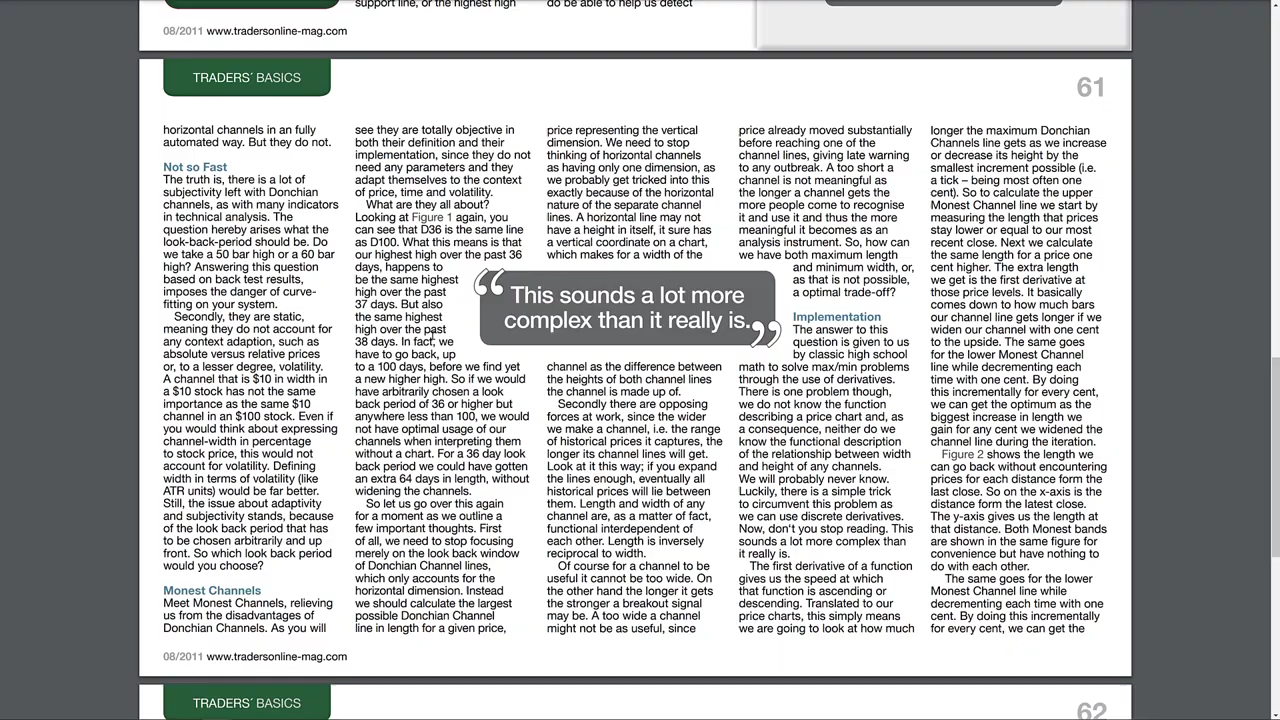 support line, or the highest high
do be able to help us detect
08/2011 www.tradersonline-mag.com
TRADERS´ BASICS
61
horizontal channels in an fully
automated way. But they do not.
Not so Fast
The truth is, there is a lot of
subjectivity left with Donchian
channels, as with many indicators
in technical analysis. The
question hereby arises what the
look-back-period should be. Do
we take a 50 bar high or a 60 bar
high? Answering this question
based on back test results,
imposes the danger of curve-
fitting on your system.
Secondly, they are static,
meaning they do not account for
any context adaption, such as
absolute versus relative prices
or, to a lesser degree, volatility.
A channel that is $10 in width in
a $10 stock has not the same
importance as the same $10
channel in an $100 stock. Even if
you would think about expressing
channel-width in percentage
to stock price, this would not
account for volatility. Defining
width in terms of volatility (like
ATR units) would be far better.
Still, the issue about adaptivity
and subjectivity stands, because
of the look back period that has
to be chosen arbitrarily and up
front. So which look back period
would you choose?
Monest Channels
Meet Monest Channels, relieving
us from the disadvantages of
Donchian Channels. As you will
see they are totally objective in
both their definition and their
implementation, since they do not
need any parameters and they
adapt themselves to the context
of price, time and volatility.
What are they all about?
Looking at Figure 1 again, you
can see that D36 is the same line
as D100. What this means is that
our highest high over the past 36
days, happens to
be the same highest
high over the past
37 days. But also
the same highest
high over the past
38 days. In fact, we
have to go back, up
to a 100 days, before we find yet
a new higher high. So if we would
have arbitrarily chosen a look
back period of 36 or higher but
anywhere less than 100, we would
not have optimal usage of our
channels when interpreting them
without a chart. For a 36 day look
back period we could have gotten
an extra 64 days in length, without
widening the channels.
So let us go over this again
for a moment as we outline a
few important thoughts. First
of all, we need to stop focusing
merely on the look back window
of Donchian Channel lines,
which only accounts for the
horizontal dimension. Instead
we should calculate the largest
possible Donchian Channel
line in length for a given price,
price representing the vertical
dimension. We need to stop
thinking of horizontal channels
as having only one dimension, as
we probably get tricked into this
exactly because of the horizontal
nature of the separate channel
lines. A horizontal line may not
have a height in itself, it sure has
a vertical coordinate on a chart,
which makes for a width of the
“This sounds a lot more
complex than it really is.”
channel as the difference between
the heights of both channel lines
the channel is made up of.
Secondly there are opposing
forces at work, since the wider
we make a channel, i.e. the range
of historical prices it captures, the
longer its channel lines will get.
Look at it this way; if you expand
the lines enough, eventually all
historical prices will lie between
them. Length and width of any
channel are, as a matter of fact,
functional interdependent of
each other. Length is inversely
reciprocal to width.
Of course for a channel to be
useful it cannot be too wide. On
the other hand the longer it gets
the stronger a breakout signal
may be. A too wide a channel
might not be as useful, since
price already moved substantially
before reaching one of the
channel lines, giving late warning
to any outbreak. A too short a
channel is not meaningful as
the longer a channel gets the
more people come to recognise
it and use it and thus the more
meaningful it becomes as an
analysis instrument. So, how can
we have both maximum length
and minimum width, or,
as that is not possible,
a optimal trade-off?
Implementation
The answer to this
question is given to us
by classic high school
math to solve max/min problems
through the use of derivatives.
There is one problem though,
we do not know the function
describing a price chart and, as
a consequence, neither do we
know the functional description
of the relationship between width
and height of any channels.
We will probably never know.
Luckily, there is a simple trick
to circumvent this problem as
we can use discrete derivatives.
Now, don't you stop reading. This
sounds a lot more complex than
it really is.
The first derivative of a function
gives us the speed at which
that function is ascending or
descending. Translated to our
price charts, this simply means
we are going to look at how much
longer the maximum Donchian
Channels line gets as we increase
or decrease its height by the
smallest increment possible (i.e.
a tick – being most often one
cent). So to calculate the upper
Monest Channel line we start by
measuring the length that prices
stay lower or equal to our most
recent close. Next we calculate
the same length for a price one
cent higher. The extra length
we get is the first derivative at
those price levels. It basically
comes down to how much bars
our channel line gets longer if we
widen our channel with one cent
to the upside. The same goes
for the lower Monest Channel
line while decrementing each
time with one cent. By doing
this incrementally for every cent,
we can get the optimum as the
biggest increase in length we
gain for any cent we widowed the
channel line during the iteration.
Figure 2 shows the length we
can go back without encountering
prices for each distance form the
last close. So on the x-axis is the
distance form the latest close.
The y-axis gives us the length at
that distance. Both Monest bands
are shown in the same figure for
convenience but have nothing to
do with each other.
The same goes for the lower
Monest Channel line while
decrementing each time with one
cent. By doing this incrementally
for every cent, we can get the
08/2011 www.tradersonline-mag.com
TRADERS´ BASICS
62